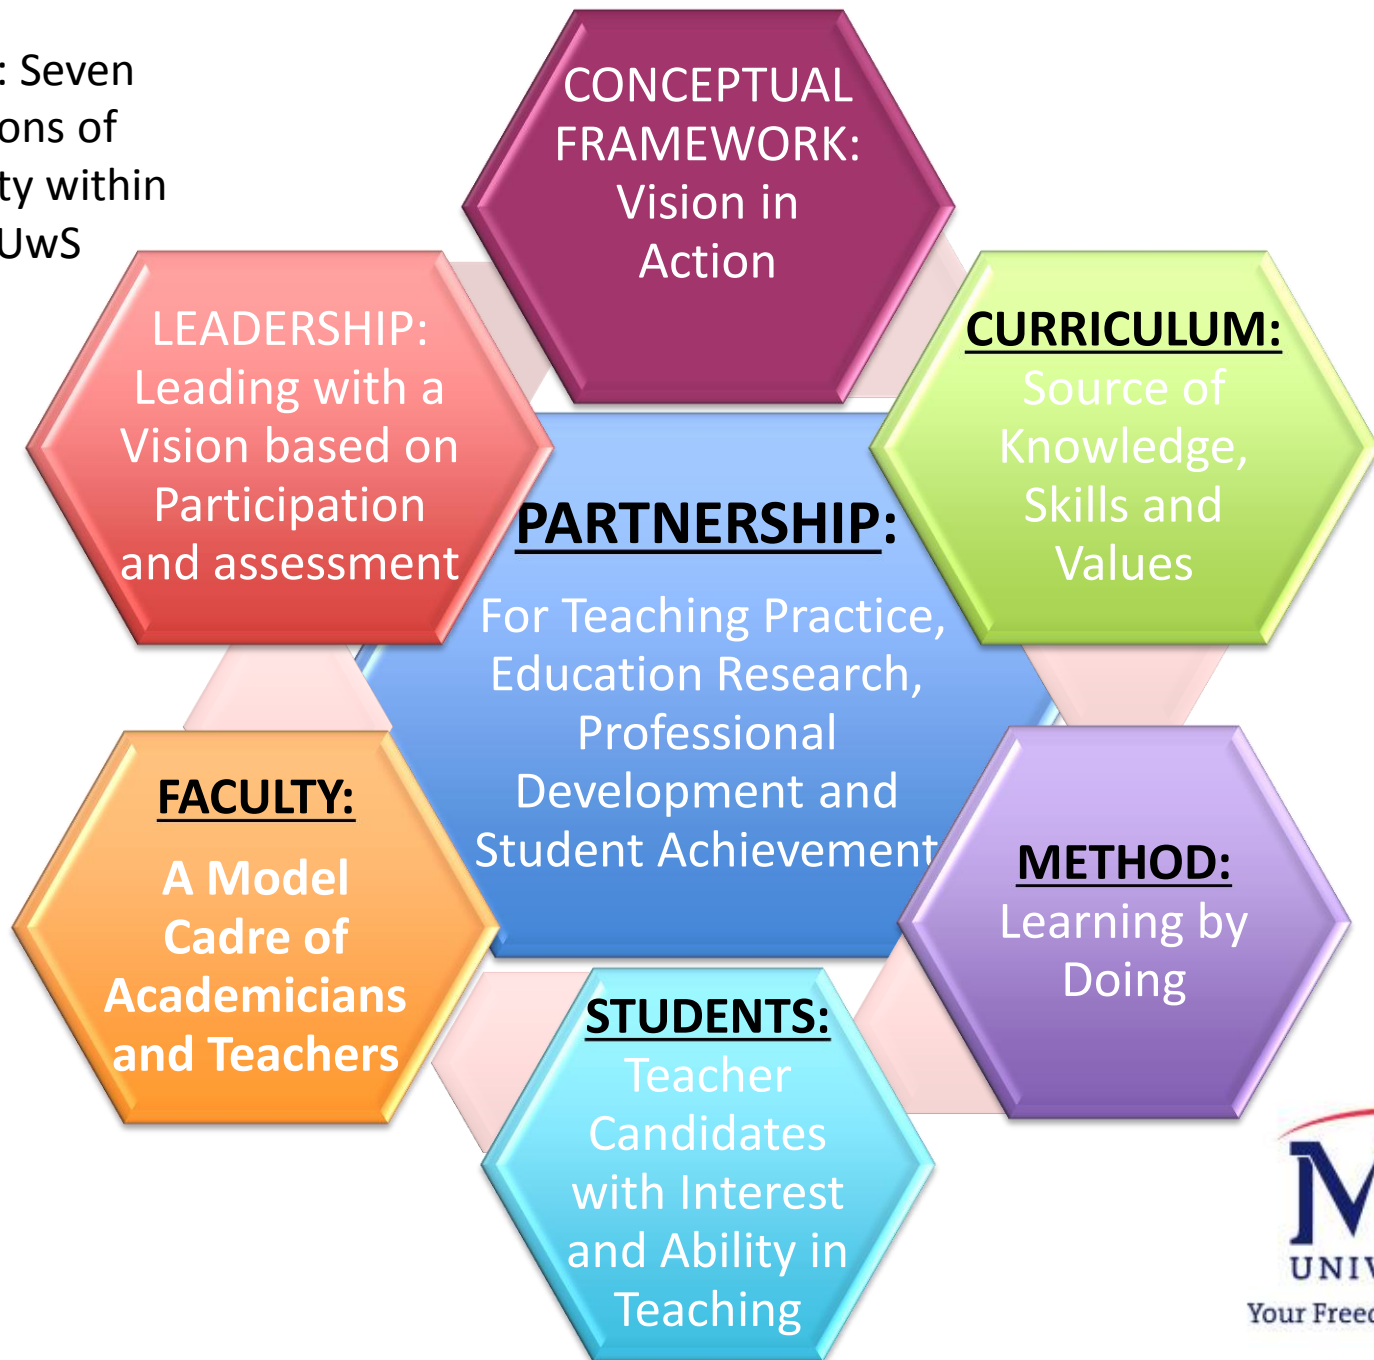 : Seven
ons of
ty within
UwS
CONCEPTUAL
FRAMEWORK:
Vision in
Action
LEADERSHIP:
Leading with a
Vision based on
Participation
and assessment
CURRICULUM:
Source of
Knowledge,
Skills and
Values
PARTNERSHIP:
For Teaching Practice,
Education Research,
Professional
Development and
Student Achievement
FACULTY:
A Model
Cadre of
Academicians
and Teachers
METHOD:
Learning by
Doing
STUDENTS:
Teacher
Candidates
with Interest
and Ability in
Teaching
M
UNIV
Your Freed